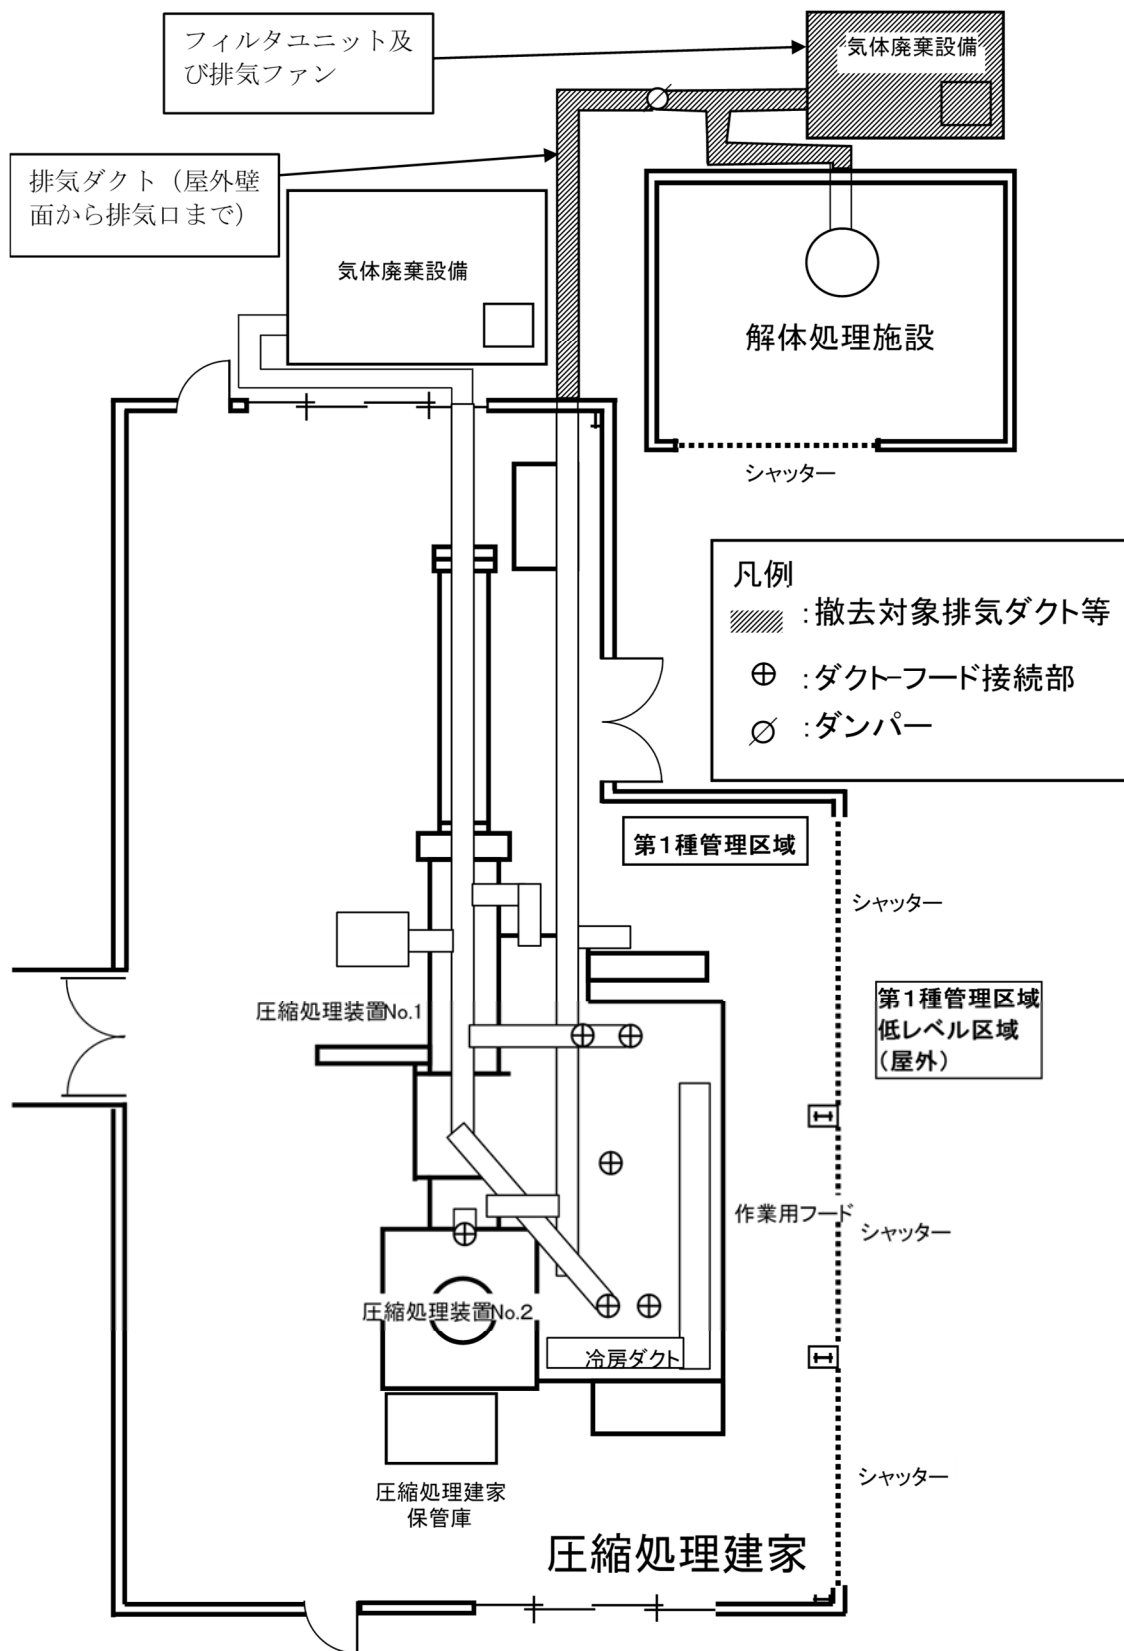 フィルタユニット及
び排気ファン
気体廃棄設備
排気ダクト（屋外壁
面から排気口まで）
気体廃棄設備
解体処理施設
シャッター
凡例
：撤去対象排気ダクト等
：ダクト−フード接続部
：ダンパー
第１種管理区域
シャッター
第１種管理区域
低レベル区域
（屋外）
圧縮処理装置No.1
作業用フード
シャッター
圧縮処理装置No.2
冷房ダクト
シャッター
圧縮処理建家
保管庫
圧縮処理建家